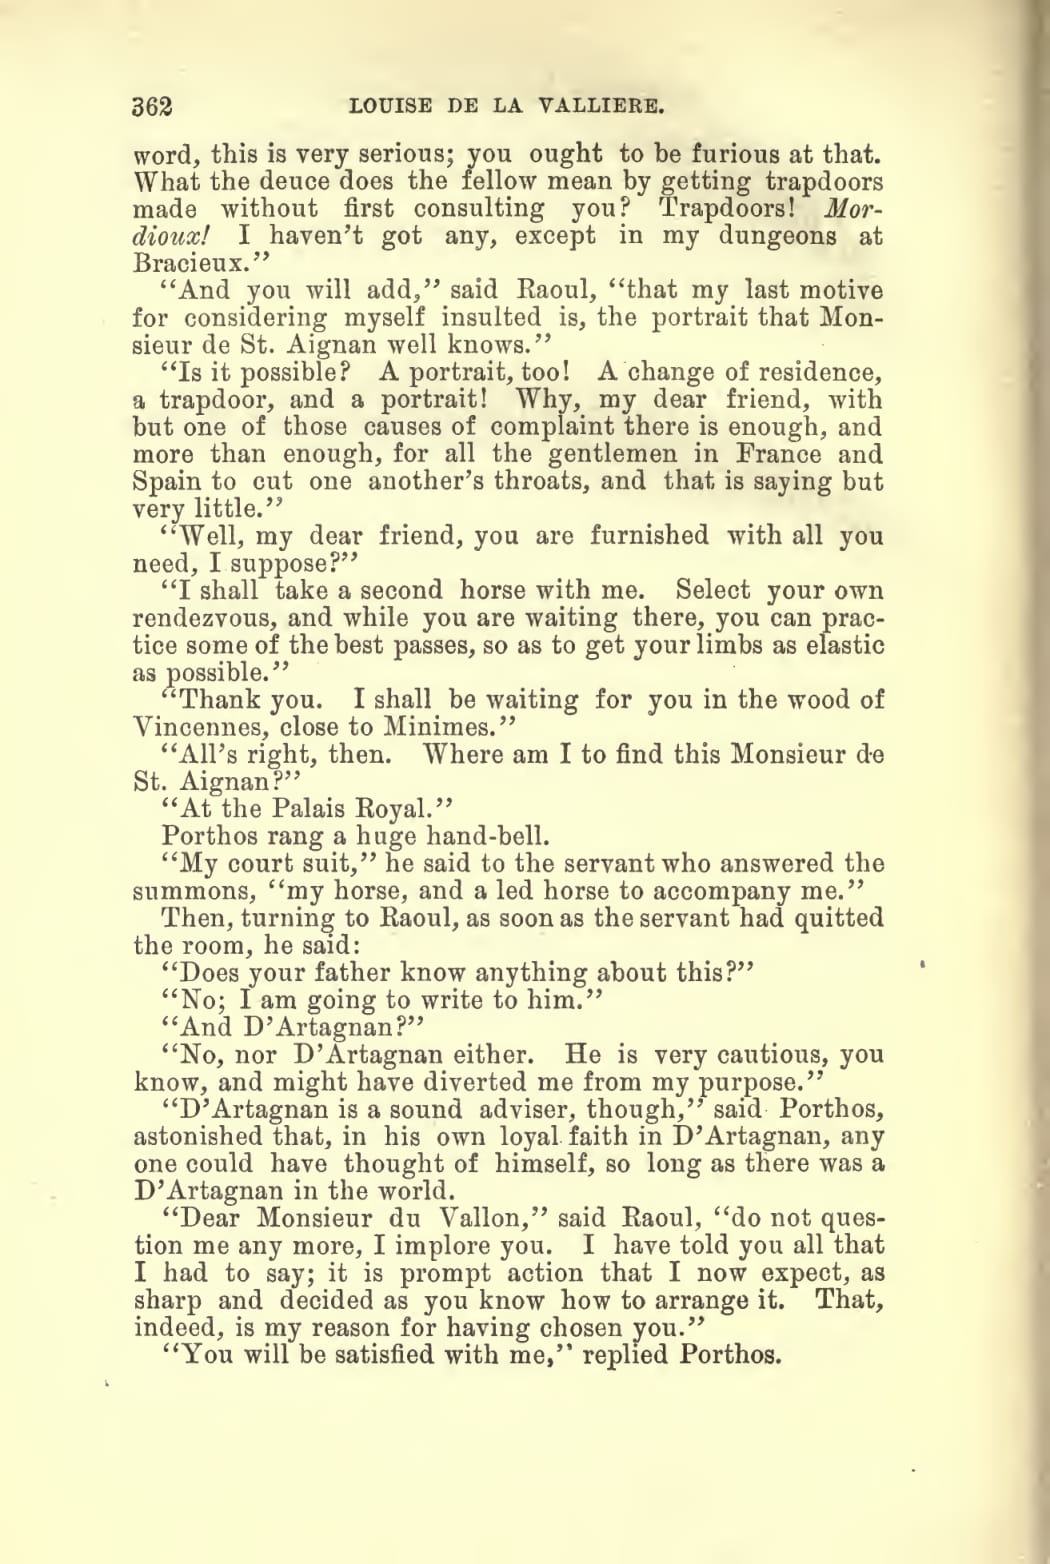 362 LOUISE DE LA VALLIERE.
word, this is very serious; you ought to be furious at that.
What the deuce does the fellow mean by getting trapdoors
made without first consulting you? Trapdoors! Mor-
dioux! I haven't got any, except in my dungeons at
Bracieux."
"And you will add," said Raoul, "that my last motive
for considering myself insulted is, the portrait that Mon-
sieur de St. Aignan well knows."
"Is it possible? A portrait, too! A change of residence,
a trapdoor, and a portrait! Why, my dear friend, with
but one of those causes of complaint there is enough, and
more than enough, for all the gentlemen in France and
Spain to cut one another's throats, and that is saying but
very little."
"Well, my dear friend, you are furnished with all you
need, I suppose?"
"I shall take a second horse with me. Select your own
rendezvous, and while you are waiting there, you can prac-
tice some of the best passes, so as to get your limbs as elastic
as possible."
"Thank you. I shall be waiting for you in the wood of
Vincennes, close to Minimes."
"All's right, then. Where am I to find this Monsieur de
St. Aignan?"
"At the Palais Royal."
Porthos rang a huge hand-bell.
"My court suit," he said to the servant who answered the
summons, "my horse, and a led horse to accompany me."
Then, turning to Raoul, as soon as the servant had quitted
the room, he said:
"Does your father know anything about this?"
"No; I am going to write to him."
"And D'Artagnan?"
"No, nor D'Artagnan either. He is very cautious, you
know, and might have diverted me from my purpose."
"D'Artagnan is a sound adviser, though," said Porthos,
astonished that, in his own loyal faith in D'Artagnan, any
one could have thought of himself, so long as there was a
D'Artagnan in the world.
"Dear Monsieur du Vallon," said Raoul, "do not ques-
tion me any more, I implore you. I have told you all that
I had to say; it is prompt action that I now expect, as
sharp and decided as you know how to arrange it. That,
indeed, is my reason for having chosen you."
"You will be satisfied with me," replied Porthos.